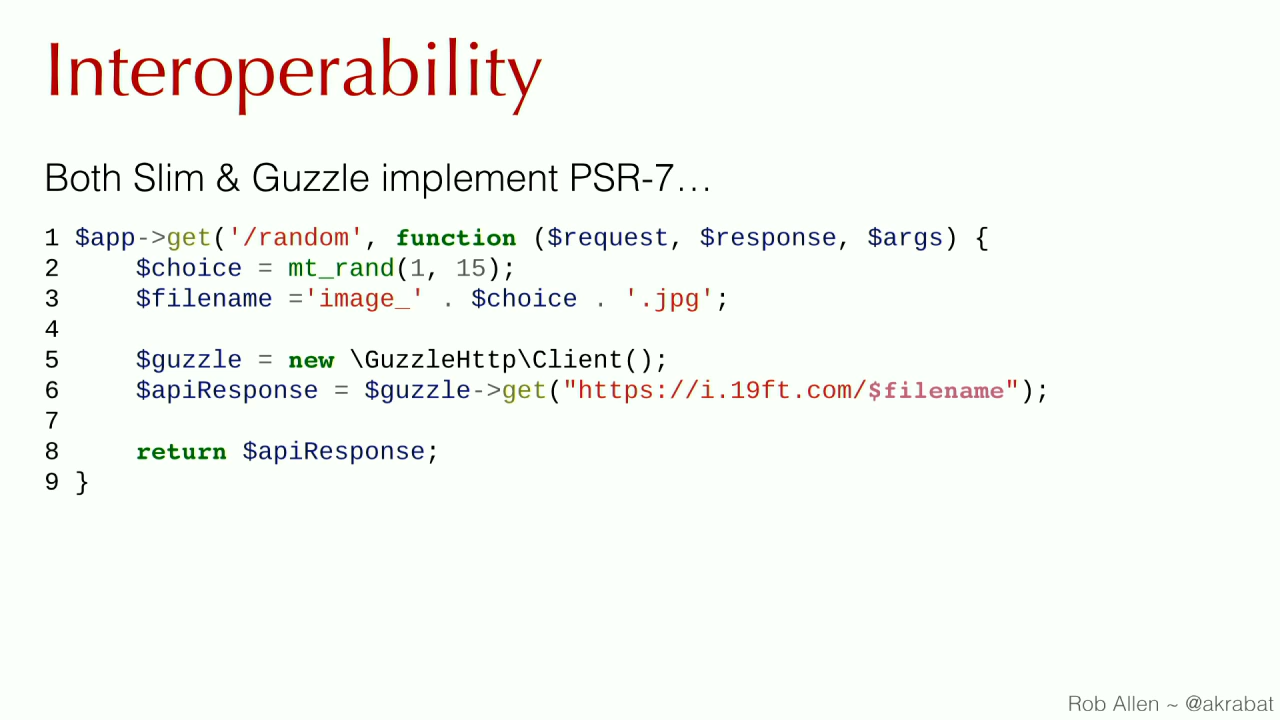 Interoperability
Both Slim & Guzzle implement PSR-7…
1 $app->get('/random', function ($request, $response, $args) {
2     $choice = mt_rand(1, 15);
3     $filename ='image_' . $choice . '.jpg';
4
5     $guzzle = new \GuzzleHttp\Client();
6     $apiResponse = $guzzle->get("https://i.19ft.com/$filename");
7
8     return $apiResponse;
9 }
Rob Allen ~ @akrabat